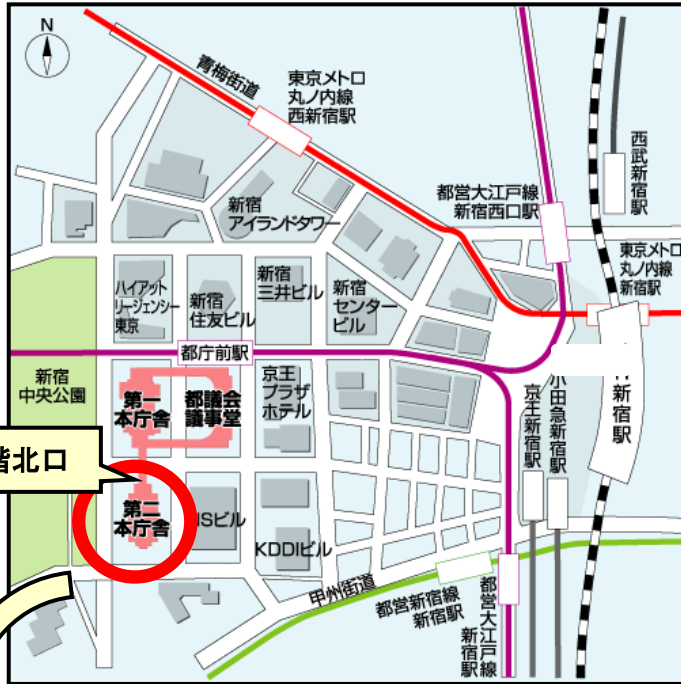 N
青梅街道
東京メトロ
丸ノ内線
西新宿駅
西武新宿駅
都営大江戸線
新宿西口駅
新宿
アイランドタワー
東京メトロ
丸ノ内線
新宿駅
ハイアット
リージェンシー
東京
新宿
住友ビル
新宿
三井ビル
新宿
センター
ビル
都庁前駅
新宿
中央公園
第一
本庁舎
都議会
議事堂
京王
プラザ
ホテル
京王新宿駅
小田急新宿駅
新宿駅
階北口
第二
本庁舎
NSビル
KDDIビル
甲州街道
都営新宿線
新宿駅
都営大江戸線
新宿駅